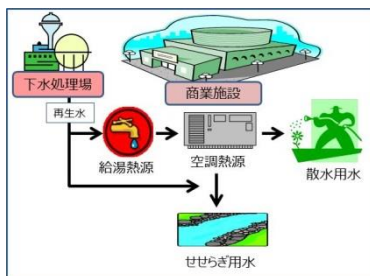 下水処理場
商業施設
再生水
給湯熱源
空調熱源
散水用水
せせらぎ用水